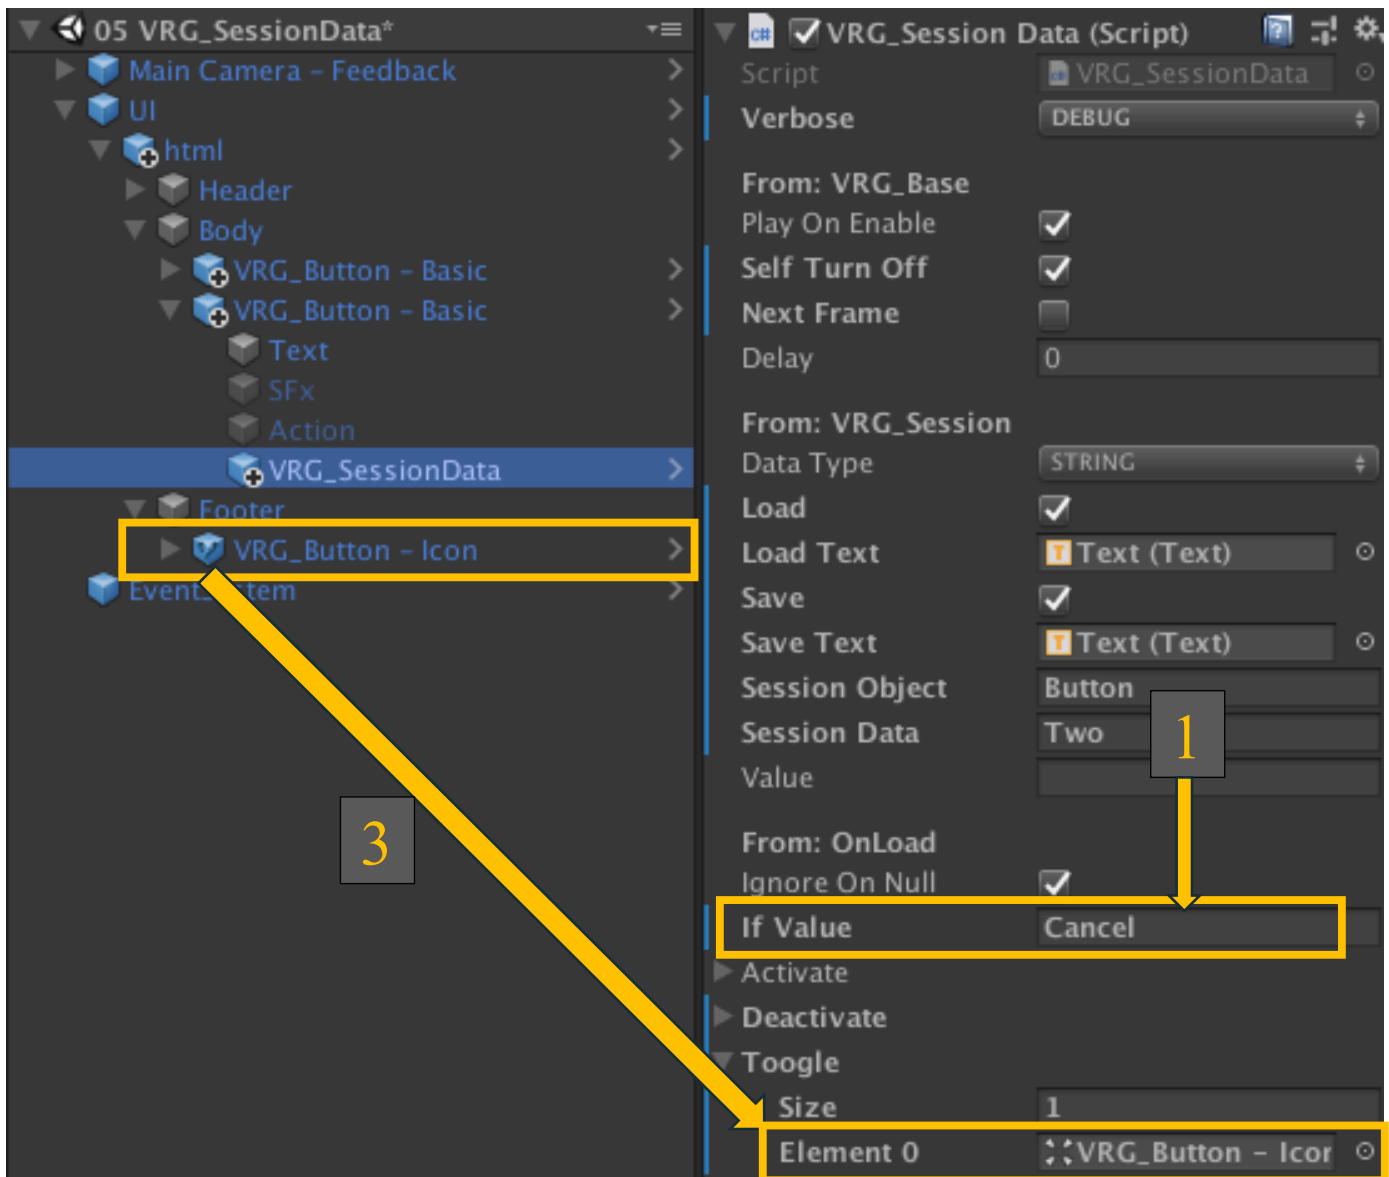 05 VRG_SessionData*
Main Camera - Feedback
UI
html
Header
Body
VRG_Button - Basic
VRG_Button - Basic
Text
SFx
Action
VRG_SessionData
Footer
VRG_Button - Icon
3
VRG_Session Data (Script)
Script VRG_SessionData
Verbose DEBUG
From: VRG_Base
Play On Enable
Self Turn Off
Next Frame
Delay 0
From: VRG_Session
Data Type STRING
Load
Load Text Text (Text)
Save
Save Text Text (Text)
Session Object Button
Session Data Two
1
Value
From: OnLoad
Ignore On Null
If Value Cancel
Activate
Deactivate
Toogle
Size 1
Element 0 VRG_Button - Icon